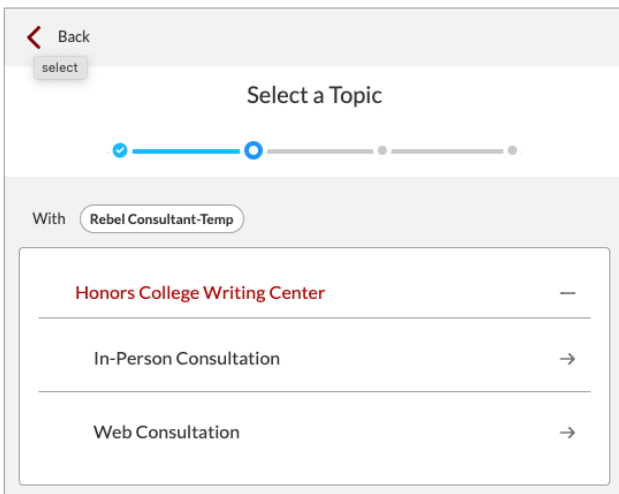 Back
select
Select a Topic
With Rebel Consultant-Temp
Honors College Writing Center
In-Person Consultation
Web Consultation